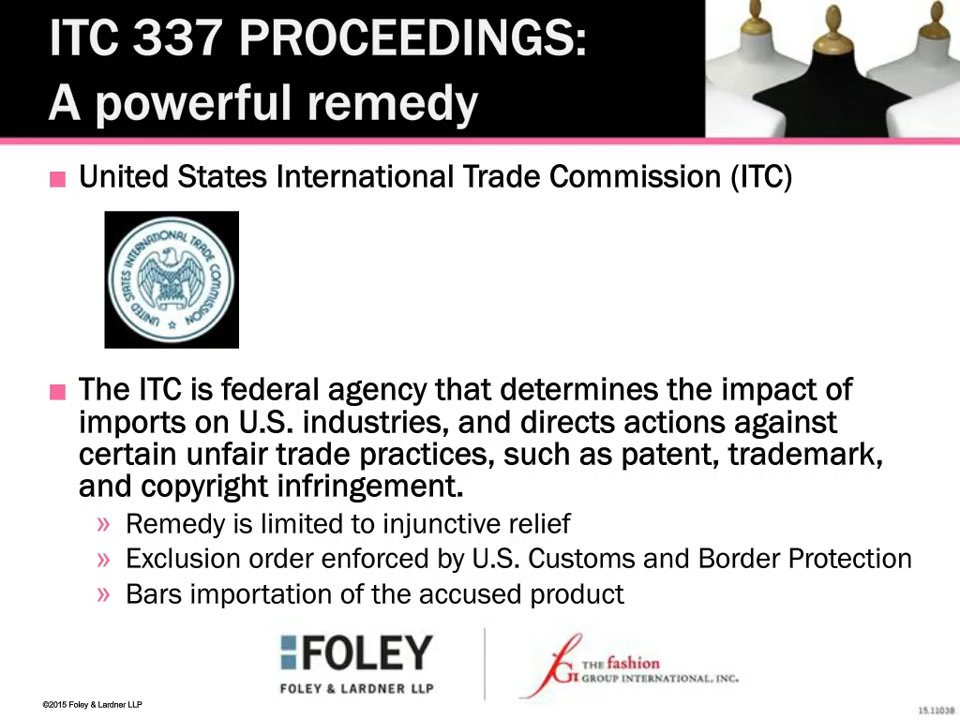 ITC 337 PROCEEDINGS:
A powerful remedy
■ United States International Trade Commission (ITC)
UNITED STATES INTERNATIONAL TRADE COMMISSION
■ The ITC is federal agency that determines the impact of
imports on U.S. industries, and directs actions against
certain unfair trade practices, such as patent, trademark,
and copyright infringement.
» Remedy is limited to injunctive relief
» Exclusion order enforced by U.S. Customs and Border Protection
» Bars importation of the accused product
FOLEY
FOLEY & LARDNER LLP
fGI THE fashion
GROUP INTERNATIONAL, INC.
©2015 Foley & Lardner LLP
15.11038